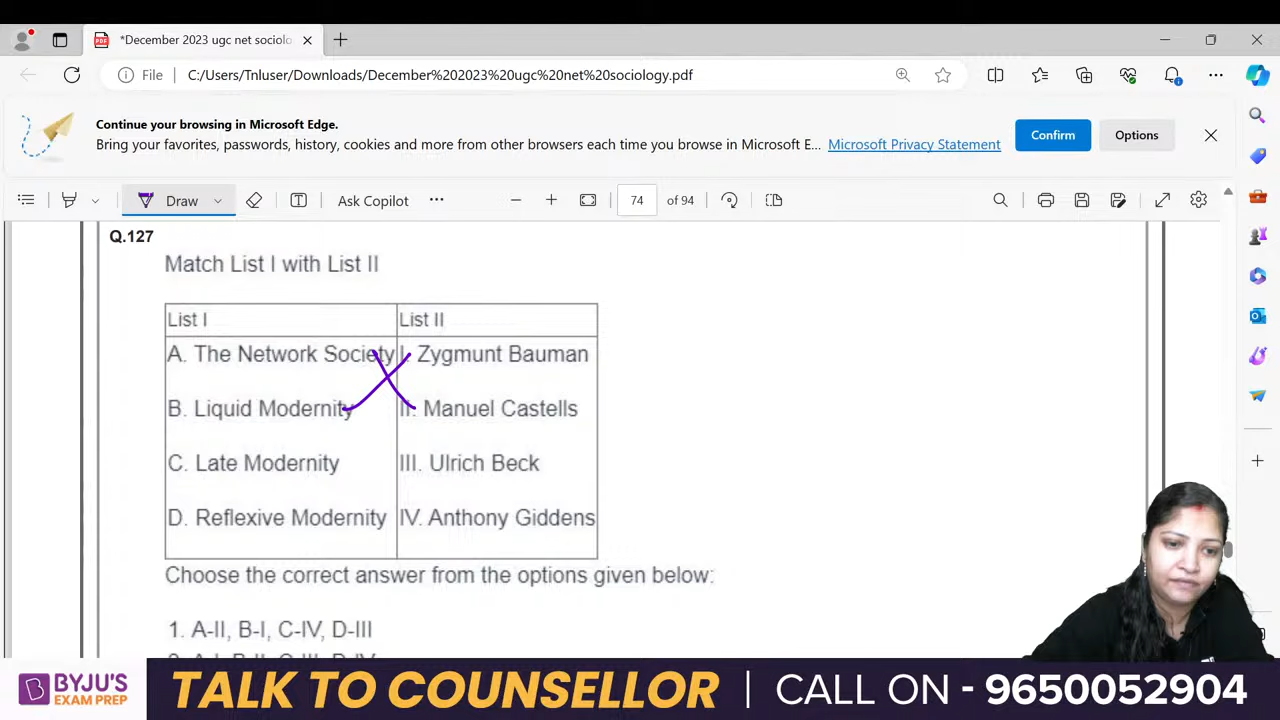 *December 2023 ugc net sociolo
File
C:/Users/Tnluser/Downloads/December%202023%20ugc%20net%20sociology.pdf
Continue your browsing in Microsoft Edge.
Bring your favorites, passwords, history, cookies and more from other browsers each time you browse in Microsoft E...
Microsoft Privacy Statement
Confirm
Options
Draw
Ask Copilot
74
of 94
Q.127
Match List I with List II
List I
List II
A. The Network Society
I. Zygmunt Bauman
B. Liquid Modernity
II. Manuel Castells
C. Late Modernity
III. Ulrich Beck
D. Reflexive Modernity
IV. Anthony Giddens
Choose the correct answer from the options given below:
1. A-II, B-I, C-IV, D-III
BYJU'S
EXAM PREP
TALK TO COUNSELLOR
CALL ON - 9650052904